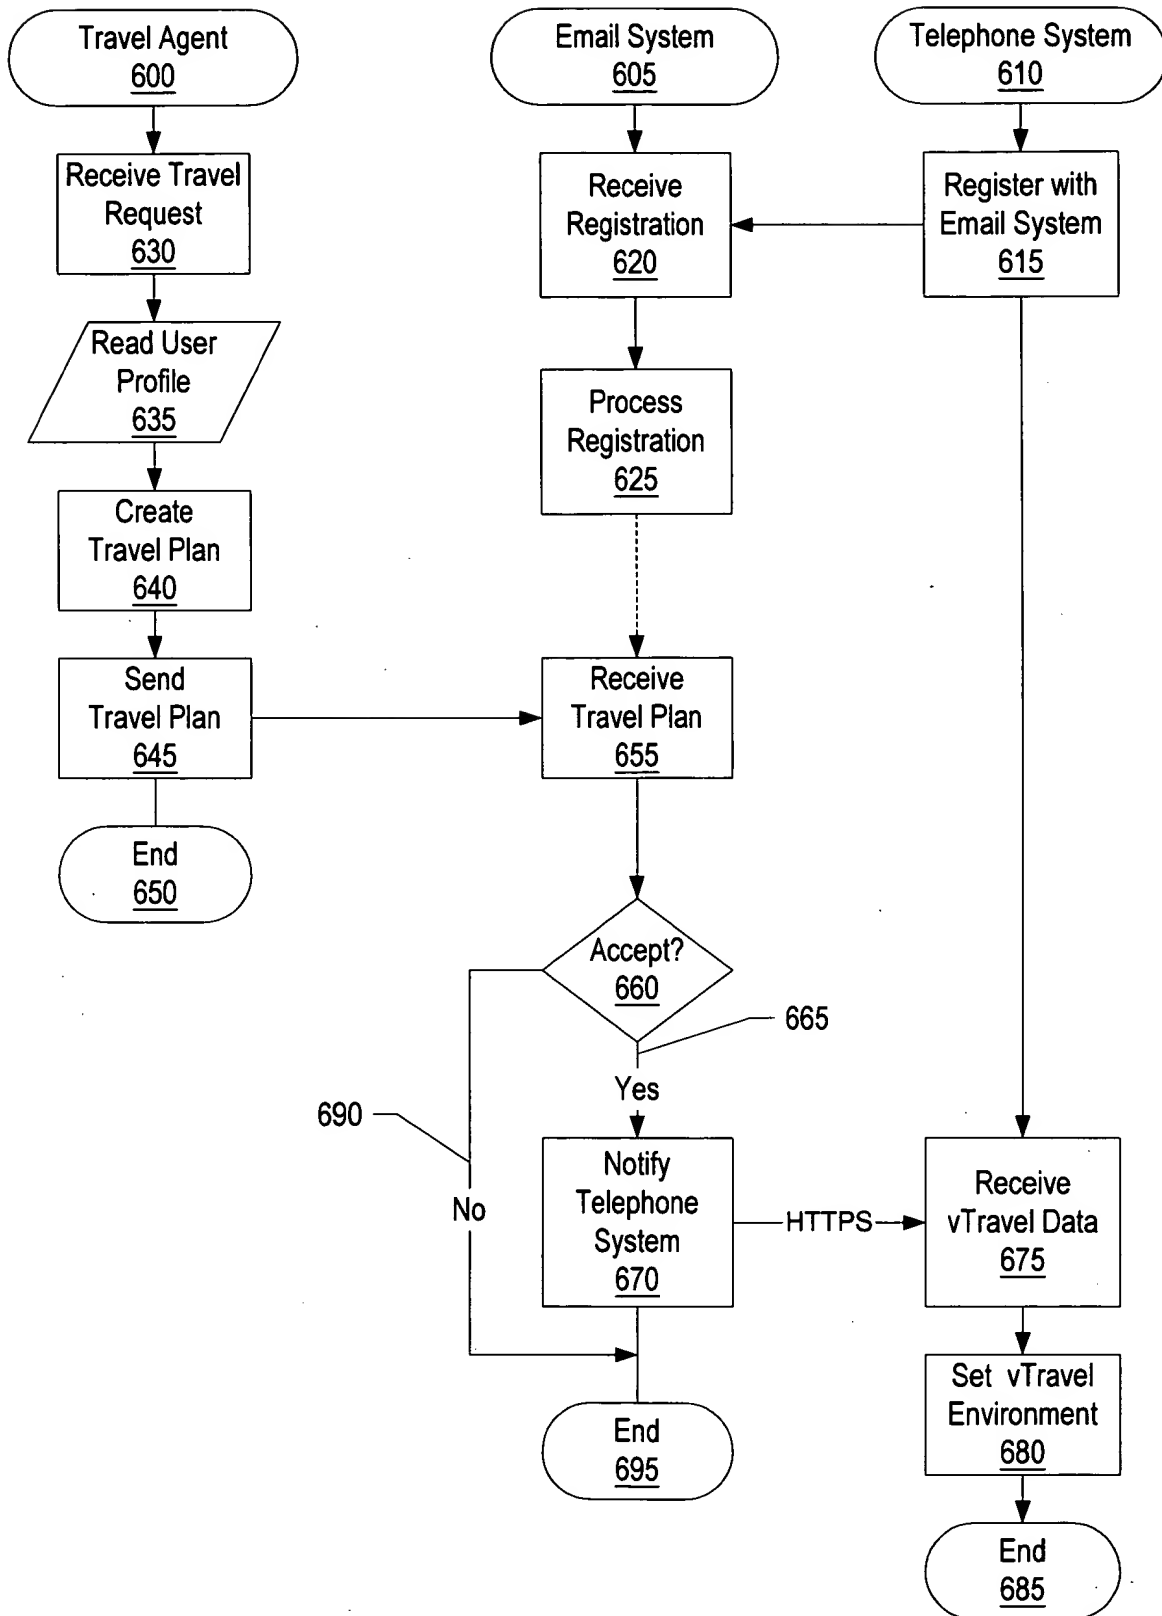 Travel Agent
600
Email System
605
Telephone System
610
Receive Travel
Request
630
Receive
Registration
620
Register with
Email System
615
Read User
Profile
635
Process
Registration
625
Create
Travel Plan
640
Send
Travel Plan
645
Receive
Travel Plan
655
End
650
Accept?
660
665
Yes
690
No
Notify
Telephone
System
670
HTTPS
Receive
vTravel Data
675
Set vTravel
Environment
680
End
695
End
685